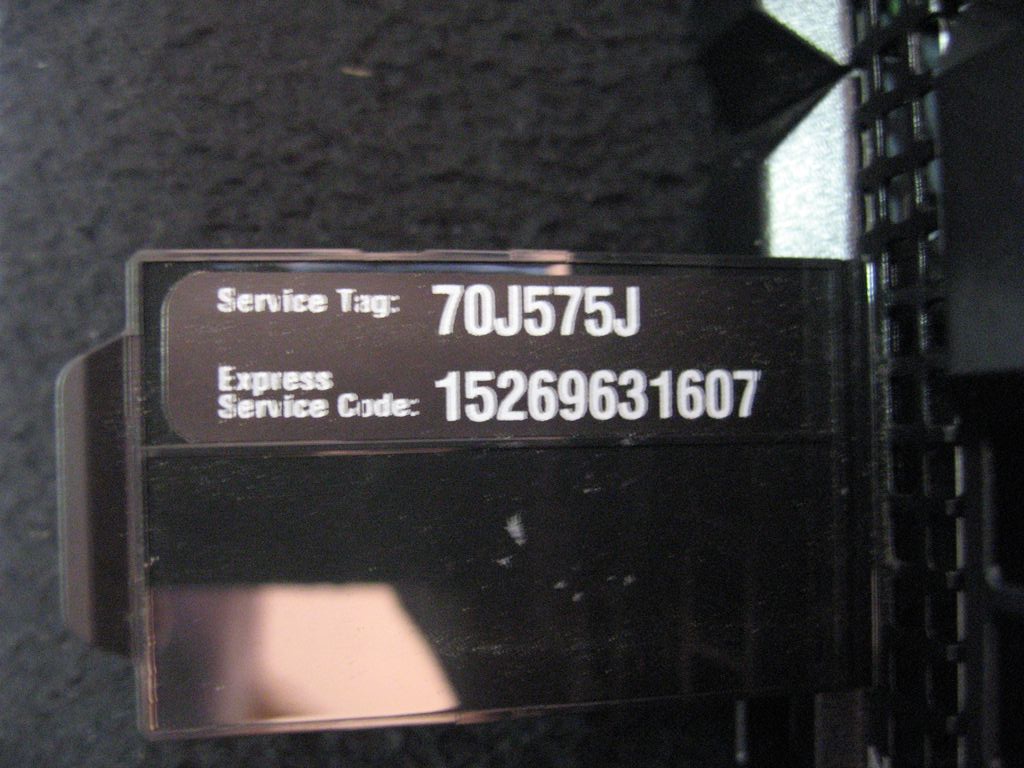 Service Tag: 70J575J
Express
Service Code: 15269631607